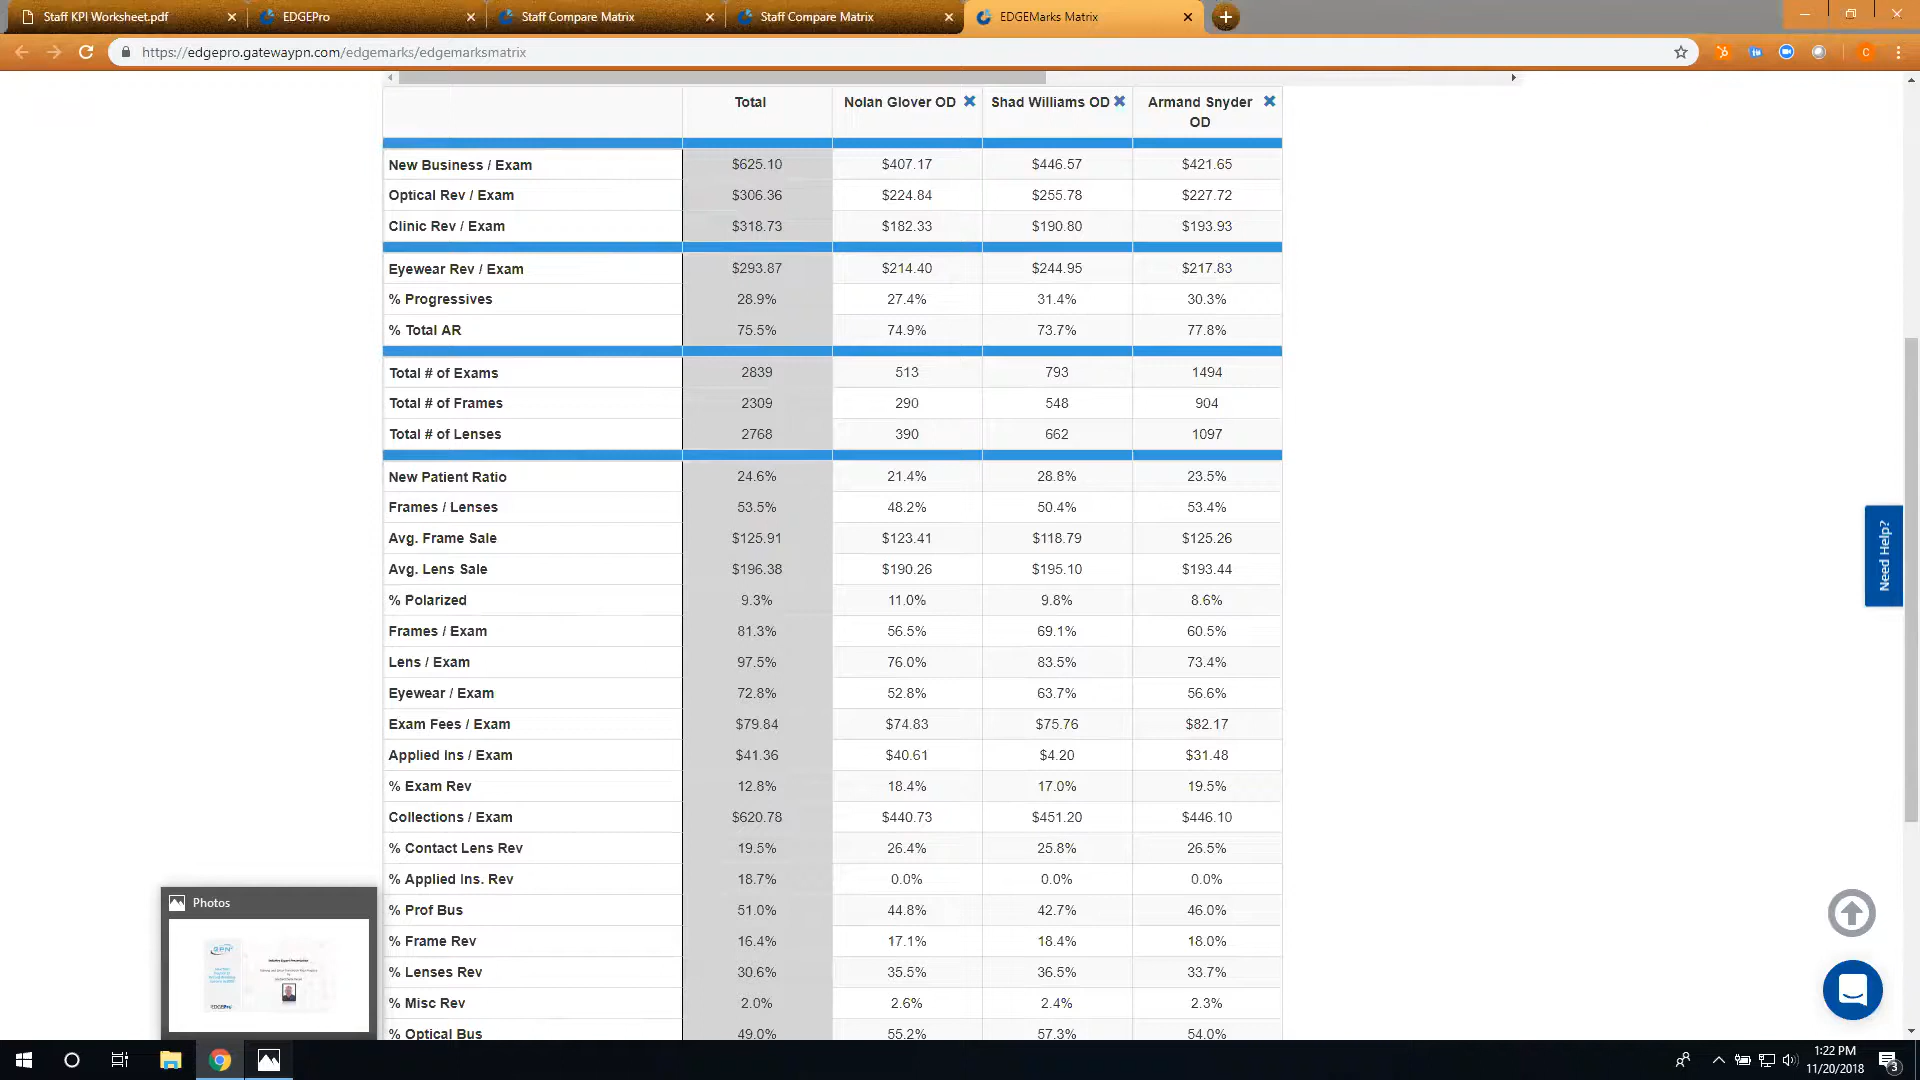 Staff KPI Worksheet.pdf
EDGEPro
Staff Compare Matrix
Staff Compare Matrix
EDGEMarks Matrix
https://edgepro.gatewaypn.com/edgemarks/edgemarksmatrix
C
Total Nolan Glover OD Shad Williams OD Armand Snyder OD
New Business / Exam $625.10 $407.17 $446.57 $421.65
Optical Rev / Exam $306.36 $224.84 $255.78 $227.72
Clinic Rev / Exam $318.73 $182.33 $190.80 $193.93
Eyewear Rev / Exam $293.87 $214.40 $244.95 $217.83
% Progressives 28.9% 27.4% 31.4% 30.3%
% Total AR 75.5% 74.9% 73.7% 77.8%
Total # of Exams 2839 513 793 1494
Total # of Frames 2309 290 548 904
Total # of Lenses 2768 390 662 1097
New Patient Ratio 24.6% 21.4% 28.8% 23.5%
Frames / Lenses 53.5% 48.2% 50.4% 53.4%
Avg. Frame Sale $125.91 $123.41 $118.79 $125.26
Avg. Lens Sale $196.38 $190.26 $195.10 $193.44
% Polarized 9.3% 11.0% 9.8% 8.6%
Frames / Exam 81.3% 56.5% 69.1% 60.5%
Lens / Exam 97.5% 76.0% 83.5% 73.4%
Eyewear / Exam 72.8% 52.8% 63.7% 56.6%
Exam Fees / Exam $79.84 $74.83 $75.76 $82.17
Applied Ins / Exam $41.36 $40.61 $4.20 $31.48
% Exam Rev 12.8% 18.4% 17.0% 19.5%
Collections / Exam $620.78 $440.73 $451.20 $446.10
% Contact Lens Rev 19.5% 26.4% 25.8% 26.5%
% Applied Ins. Rev 18.7% 0.0% 0.0% 0.0%
% Prof Bus 51.0% 44.8% 42.7% 46.0%
% Frame Rev 16.4% 17.1% 18.4% 18.0%
% Lenses Rev 30.6% 35.5% 36.5% 33.7%
% Misc Rev 2.0% 2.6% 2.4% 2.3%
% Optical Bus 49.0% 55.2% 57.3% 54.0%
Need Help?
Photos
GPN
EDGEPro
1:22 PM
11/20/2018
3